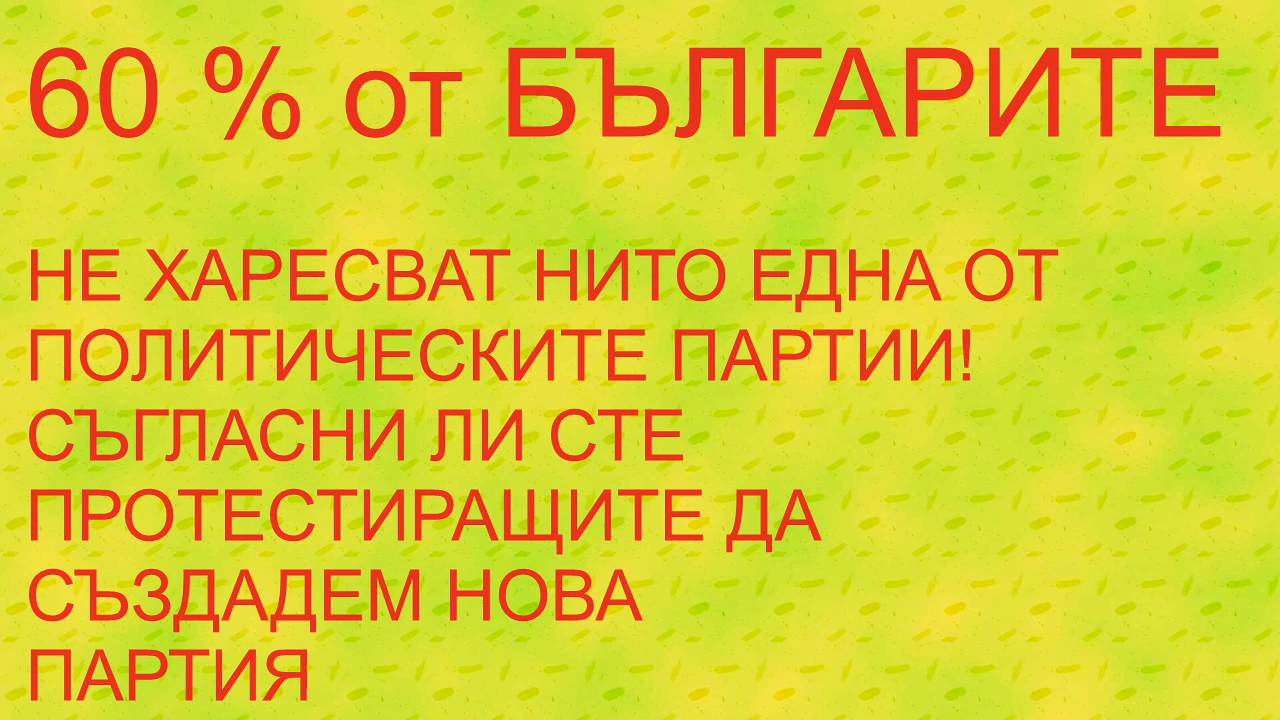 60 % от БЪЛГАРИТЕ
НЕ ХАРЕСВАТ НИТО ЕДНА ОТ
ПОЛИТИЧЕСКИТЕ ПАРТИИ!
СЪГЛАСНИ ЛИ СТЕ
ПРОТЕСТИРАЩИТЕ ДА
СЪЗДАДЕМ НОВА
ПАРТИЯ